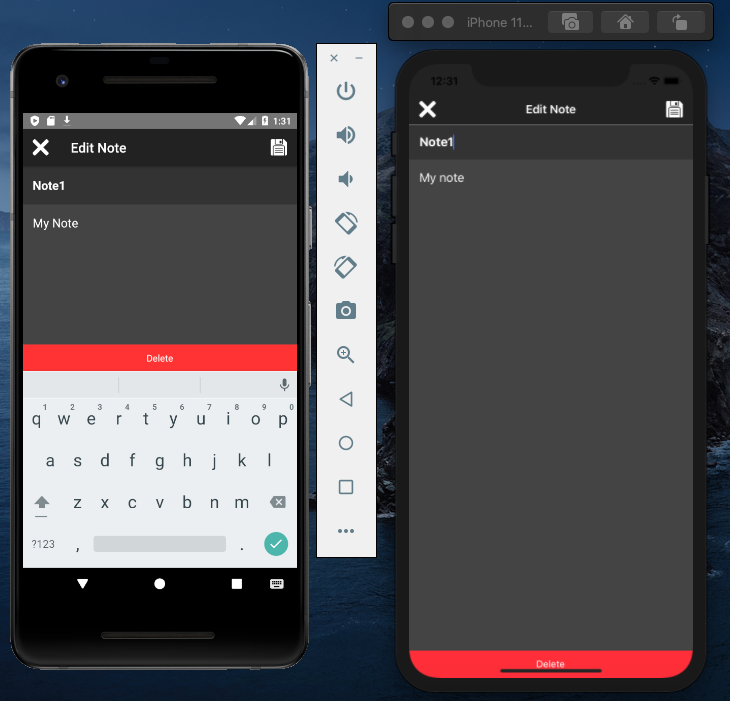 iPhone 11...
1:31
Edit Note
Note1
My Note
Delete
1 2 3 4 5 6 7 8 9 0
q w e r t y u i o p
a s d f g h j k l
z x c v b n m
?123 , .
12:31
Edit Note
Note1
My note
Delete